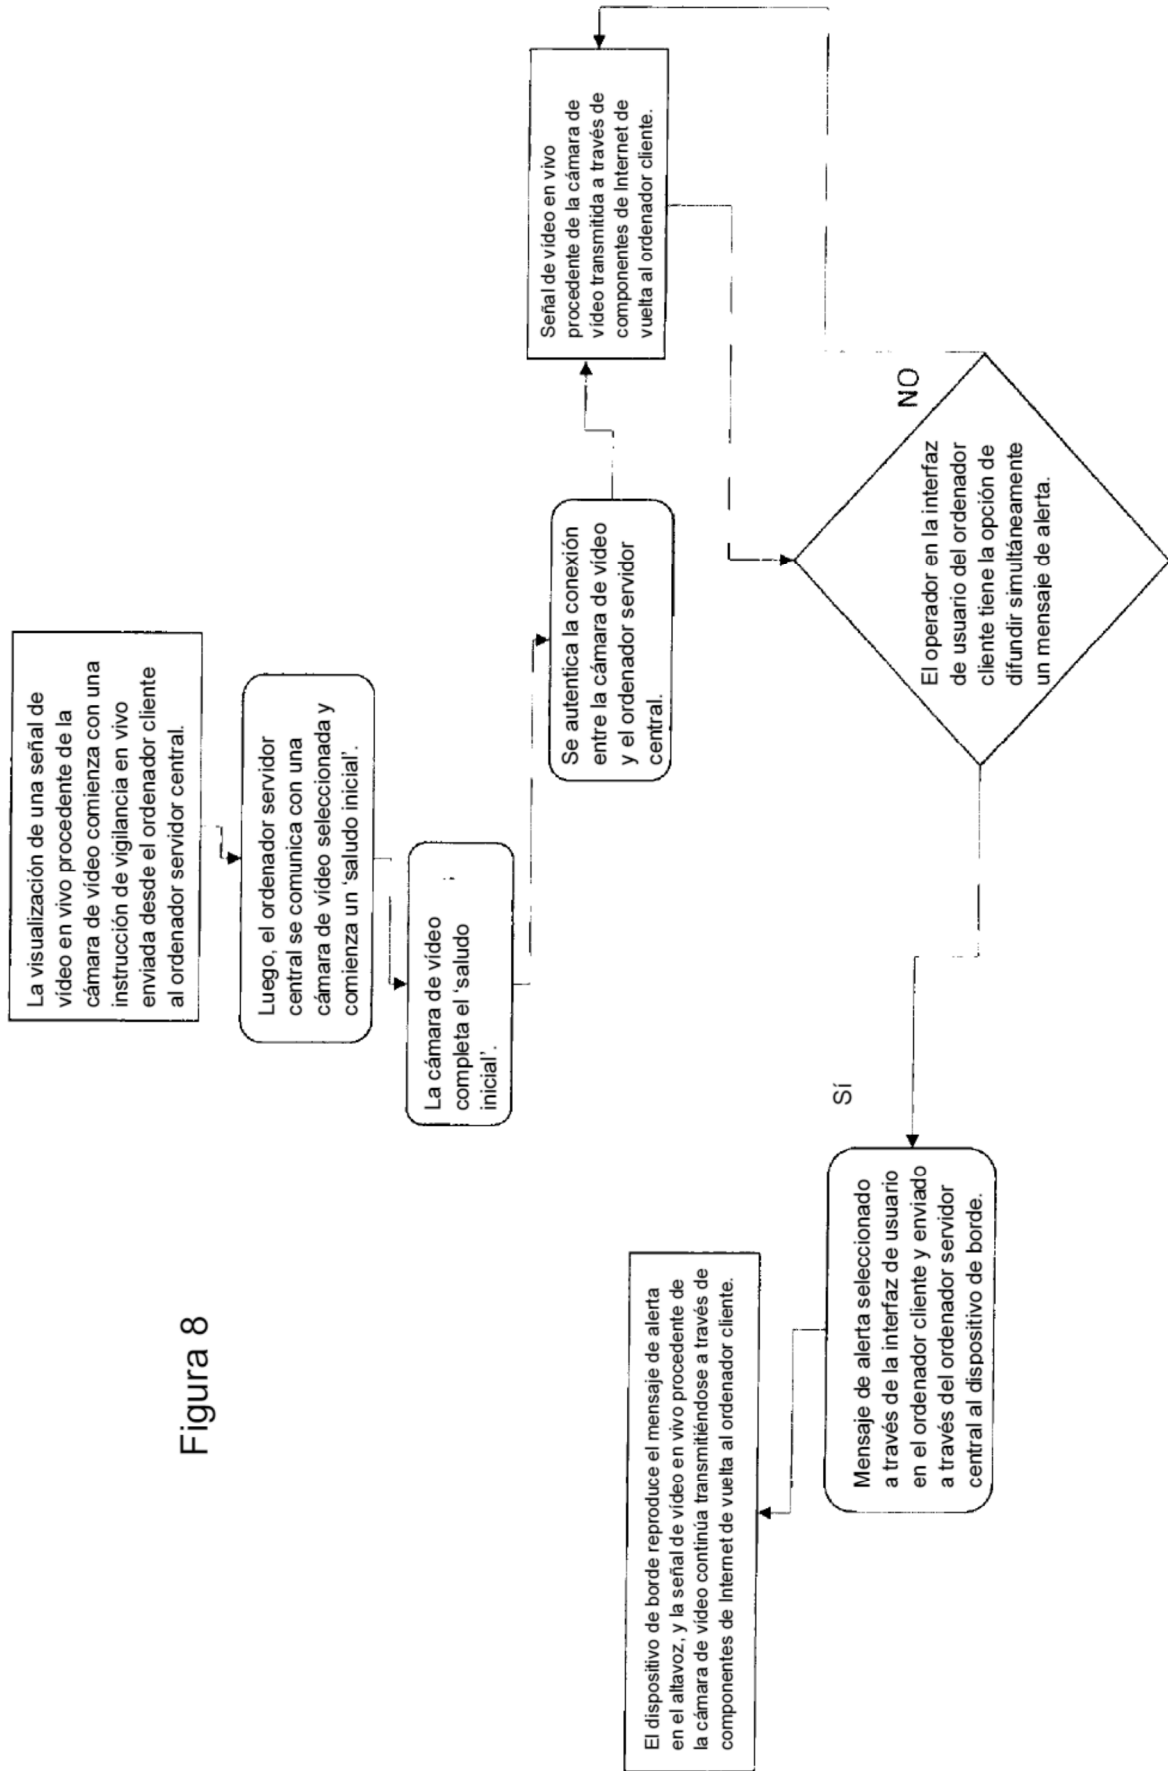 La visualización de una señal de
vídeo en vivo procedente de la
cámara de vídeo comienza con una
instrucción de vigilancia en vivo
enviada desde el ordenador cliente
al ordenador servidor central.
Luego, el ordenador servidor
central se comunica con una
cámara de vídeo seleccionada y
comienza un 'saludo inicial'.
La cámara de vídeo
completa el 'saludo
inicial'.
Se autentica la conexión
entre la cámara de vídeo
y el ordenador servidor
central.
Señal de vídeo en vivo
procedente de la cámara de
vídeo transmitida a través de
componentes de Internet de
vuelta al ordenador cliente.
El operador en la interfaz
de usuario del ordenador
cliente tiene la opción de
difundir simultáneamente
un mensaje de alerta.
NO
Sí
Mensaje de alerta seleccionado
a través de la interfaz de usuario
en el ordenador cliente y enviado
a través del ordenador servidor
central al dispositivo de borde.
El dispositivo de borde reproduce el mensaje de alerta
en el altavoz, y la señal de vídeo en vivo procedente de
la cámara de vídeo continúa transmitiéndose a través de
componentes de Internet de vuelta al ordenador cliente.
Figura 8